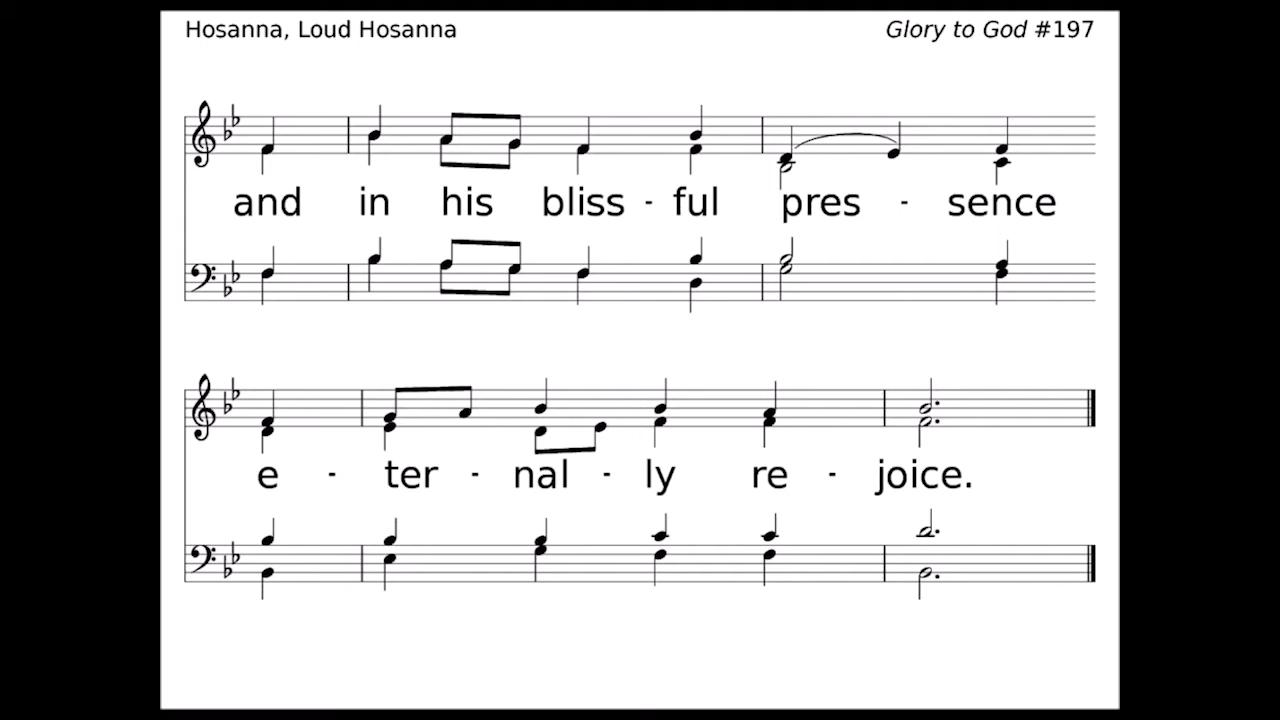 Hosanna, Loud Hosanna Glory to God #197
and in his bliss - ful pres - sence
e - ter - nal - ly re - joice.